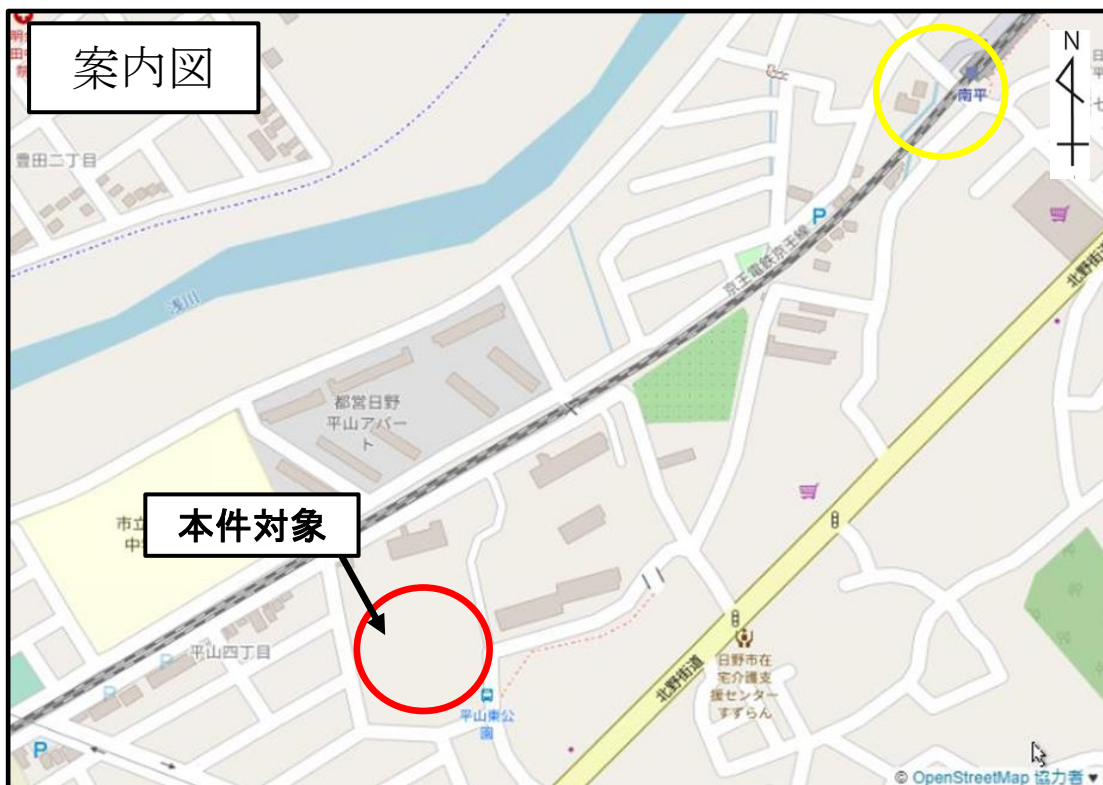 案内図
N
南平
豊田二丁目
P
京王電鉄京王線
北野街道
浅川
都営日野
平山アパー
ト
本件対象
市立
中
平山四丁目
P
P
P
平山東公
園
北野街道
日野市在
宅介護支
援センター
すずらん
© OpenStreetMap 協力者 ♥